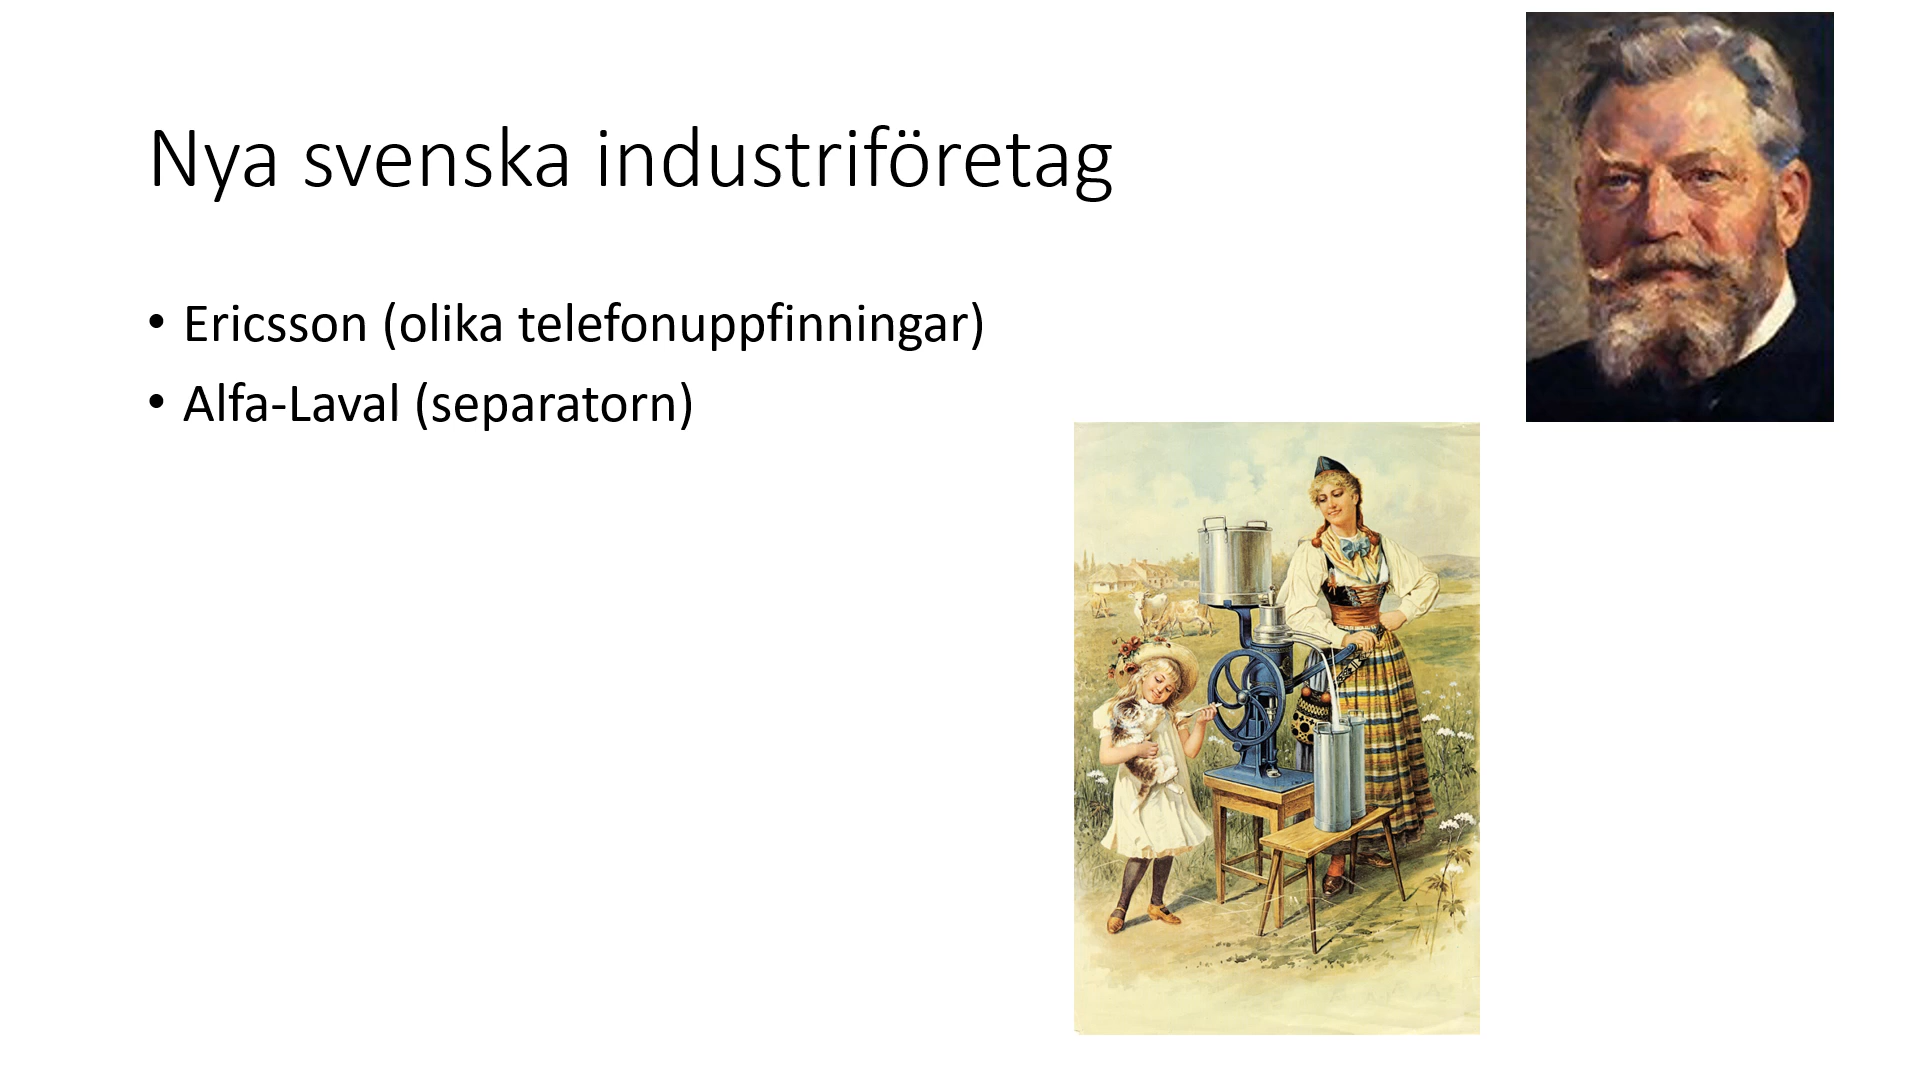 Nya svenska industriföretag
• Ericsson (olika telefonuppfinningar)
• Alfa-Laval (separatorn)